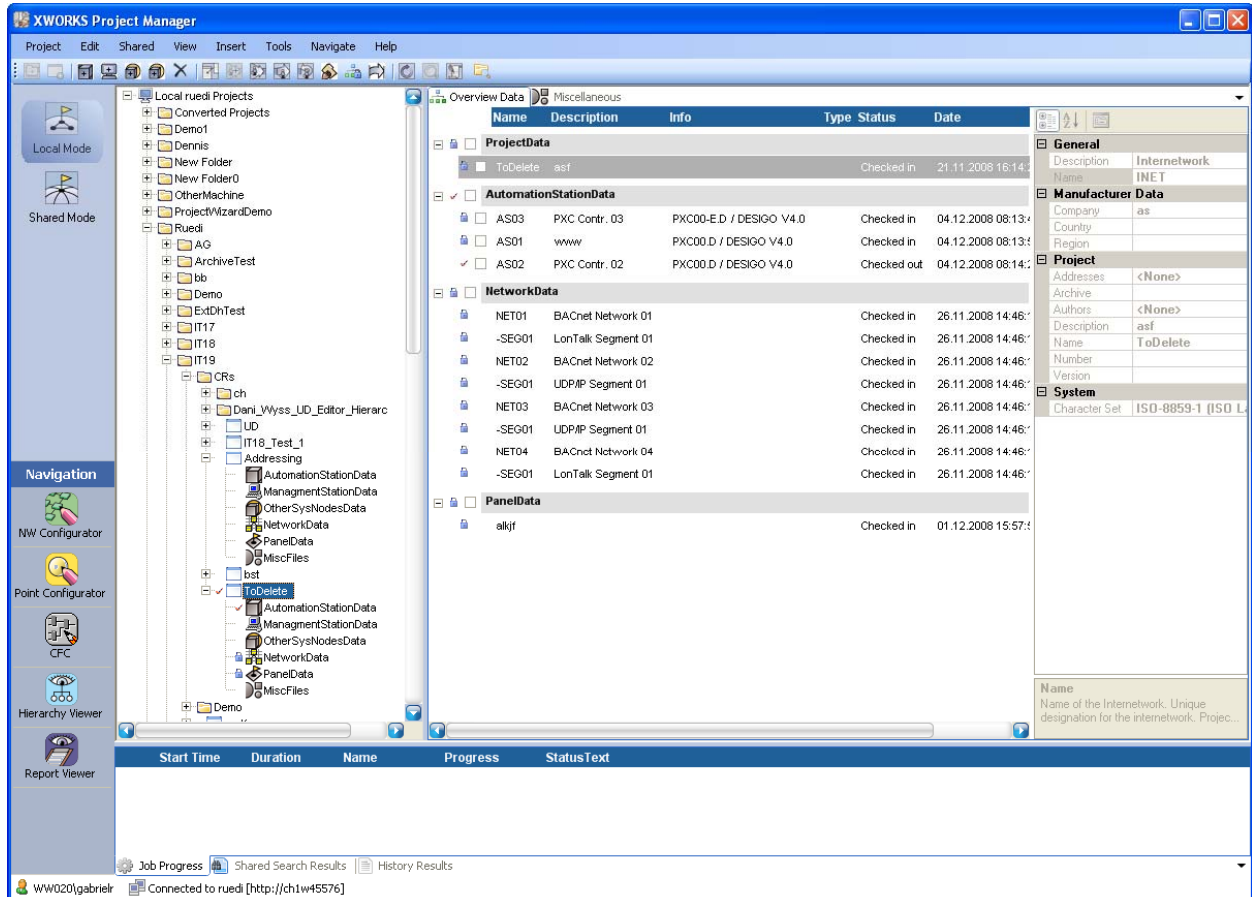 XWORKS Project Manager
Project Edit Shared View Insert Tools Navigate Help
Local Mode
Shared Mode
Navigation
NW Configurator
Point Configurator
CFC
Hierarchy Viewer
Report Viewer
Local ruedi Projects
Converted Projects
Demo1
Dennis
New Folder
New Folder0
OtherMachine
ProjectWizardDemo
Ruedi
AG
ArchiveTest
bb
Demo
ExtDhTest
IT17
IT18
IT19
CRs
ch
Dani_Wyss_UD_Editor_Hierarc
UD
IT18_Test_1
Addressing
AutomationStationData
ManagmentStationData
OtherSysNodesData
NetworkData
PanelData
MiscFiles
bst
ToDelete
AutomationStationData
ManagmentStationData
OtherSysNodesData
NetworkData
PanelData
MiscFiles
Demo
Overview Data Miscellaneous
Name Description Info Type Status Date
ProjectData
ToDelete asf Checked in 21.11.2008 16:14:
AutomationStationData
AS03 PXC Contr. 03 PXC00-E.D / DESIGO V4.0 Checked in 04.12.2008 08:13:
AS01 www PXC00.D / DESIGO V4.0 Checked in 04.12.2008 08:13:
AS02 PXC Contr. 02 PXC00.D / DESIGO V4.0 Checked out 04.12.2008 08:14:
NetworkData
NET01 BACnet Network 01 Checked in 26.11.2008 14:46:
-SEG01 LonTalk Segment 01 Checked in 26.11.2008 14:46:
NET02 BACnet Network 02 Checked in 26.11.2008 14:46:
-SEG01 UDP/IP Segment 01 Checked in 26.11.2008 14:46:
NET03 BACnet Network 03 Checked in 26.11.2008 14:46:
-SEG01 UDP/IP Segment 01 Checked in 26.11.2008 14:46:
NET04 BACnet Network 04 Checked in 26.11.2008 14:46:
-SEG01 LonTalk Segment 01 Checked in 26.11.2008 14:46:
PanelData
alkjf Checked in 01.12.2008 15:57:
General
Description Internetwork
Name INET
Manufacturer Data
Company as
Country
Region
Project
Addresses <None>
Archive
Authors <None>
Description asf
Name ToDelete
Number
Version
System
Character Set ISO-8859-1 (ISO L
Name
Name of the Internetwork. Unique
designation for the internetwork. Projec...
Start Time Duration Name Progress StatusText
Job Progress Shared Search Results History Results
WW020\gabrielr Connected to ruedi [http://ch1w45576]